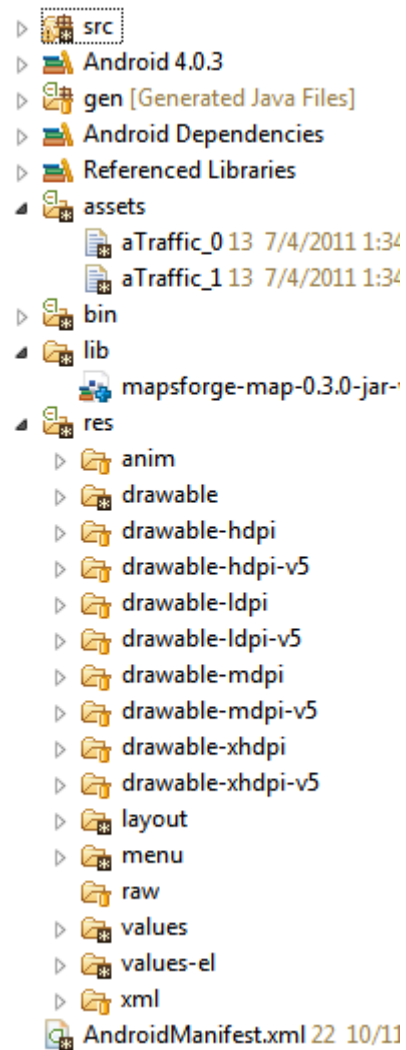 src
Android 4.0.3
gen [Generated Java Files]
Android Dependencies
Referenced Libraries
assets
aTraffic_0 13 7/4/2011 1:34
aTraffic_1 13 7/4/2011 1:34
bin
lib
mapsforge-map-0.3.0-jar-
res
anim
drawable
drawable-hdpi
drawable-hdpi-v5
drawable-ldpi
drawable-ldpi-v5
drawable-mdpi
drawable-mdpi-v5
drawable-xhdpi
drawable-xhdpi-v5
layout
menu
raw
values
values-el
xml
AndroidManifest.xml 22 10/11